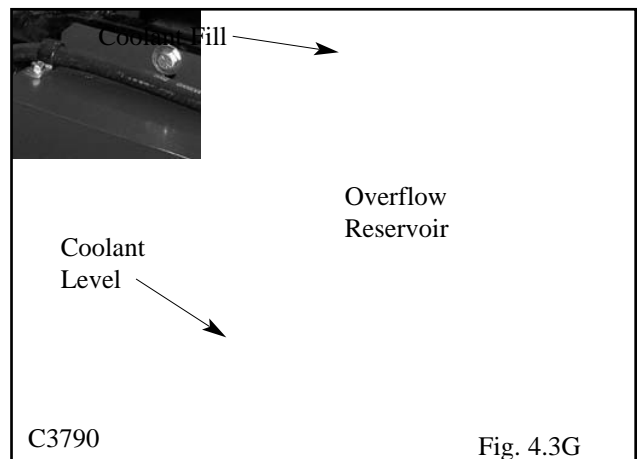 Coolant Fill
Overflow
Reservoir
Coolant
Level
C3790
Fig. 4.3G